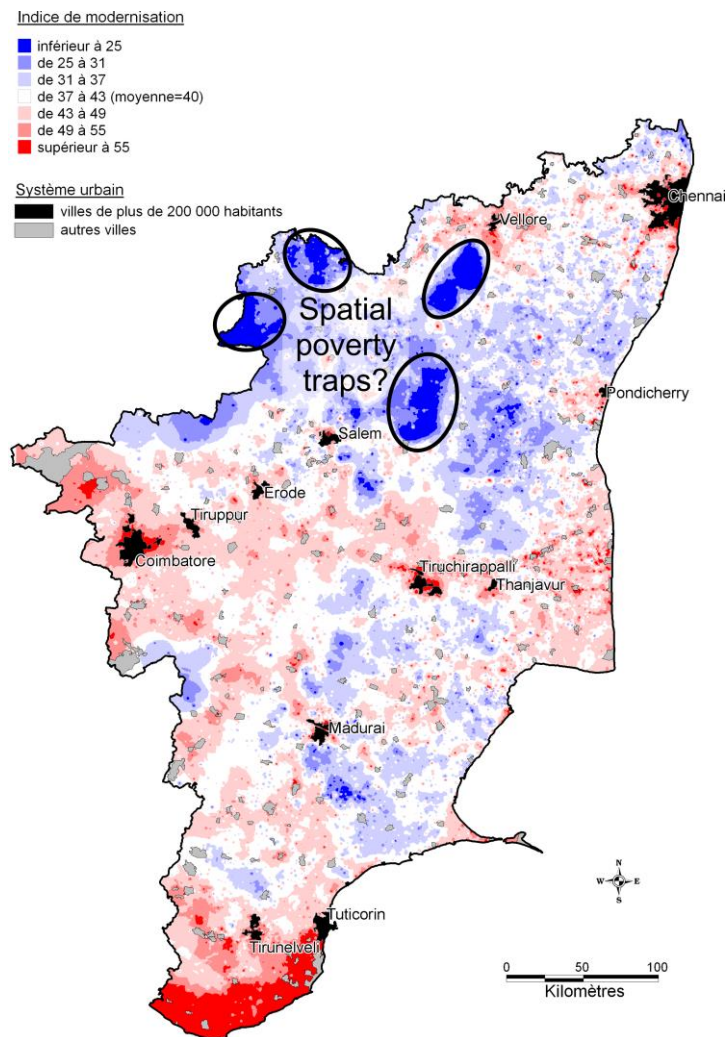 Indice de modernisation
inférieur à 25
de 25 à 31
de 31 à 37
de 37 à 43 (moyenne=40)
de 43 à 49
de 49 à 55
supérieur à 55
Système urbain
villes de plus de 200 000 habitants
autres villes
Chennai
Vellore
Spatial
poverty
traps?
Pondicherry
Salem
Erode
Tiruppur
Coimbatore
Tiruchirappalli
Thanjavur
Madurai
Tuticorin
Tirunelveli
N
W E
S
0 50 100
Kilomètres